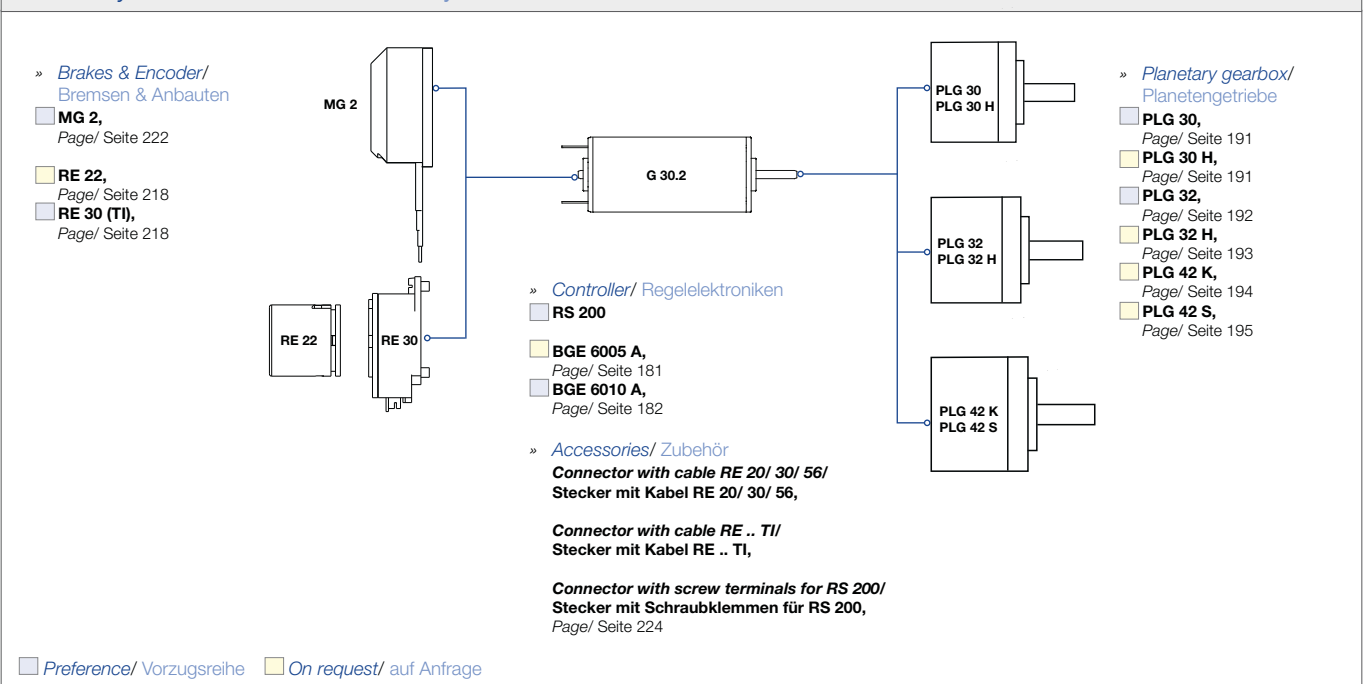 » Brakes & Encoder/
Bremsen & Anbauten
MG 2,
Page/ Seite 222
RE 22,
Page/ Seite 218
RE 30 (TI),
Page/ Seite 218
MG 2
RE 22
RE 30
G 30.2
» Controller/ Regelelektroniken
RS 200
BGE 6005 A,
Page/ Seite 181
BGE 6010 A,
Page/ Seite 182
» Accessories/ Zubehör
Connector with cable RE 20/ 30/ 56/
Stecker mit Kabel RE 20/ 30/ 56,
Connector with cable RE .. TI/
Stecker mit Kabel RE .. TI,
Connector with screw terminals for RS 200/
Stecker mit Schraubklemmen für RS 200,
Page/ Seite 224
PLG 30
PLG 30 H
PLG 32
PLG 32 H
PLG 42 K
PLG 42 S
» Planetary gearbox/
Planetengetriebe
PLG 30,
Page/ Seite 191
PLG 30 H,
Page/ Seite 191
PLG 32,
Page/ Seite 192
PLG 32 H,
Page/ Seite 193
PLG 42 K,
Page/ Seite 194
PLG 42 S,
Page/ Seite 195
Preference/ Vorzugsreihe On request/ auf Anfrage